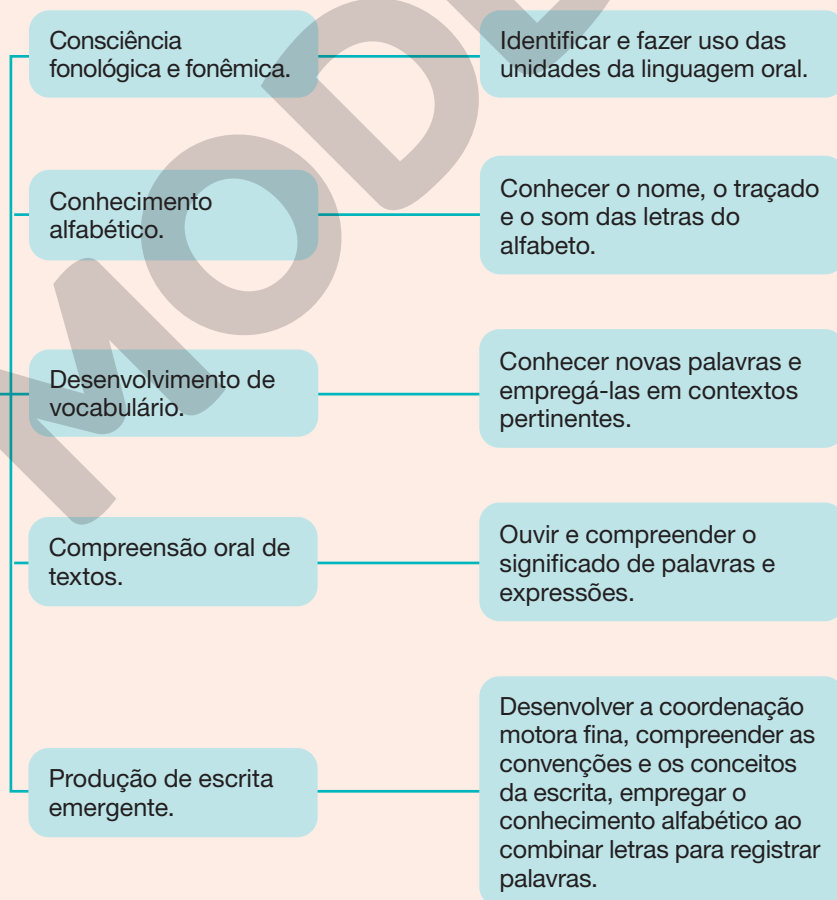 Consciência
fonológica e fonêmica.
Identificar e fazer uso das
unidades da linguagem oral.
Conhecimento
alfabético.
Conhecer o nome, o traçado
e o som das letras do
alfabeto.
Desenvolvimento de
vocabulário.
Conhecer novas palavras e
empregá-las em contextos
pertinentes.
Compreensão oral de
textos.
Ouvir e compreender o
significado de palavras e
expressões.
Produção de escrita
emergente.
Desenvolver a coordenação
motora fina, compreender as
convenções e os conceitos
da escrita, empregar o
conhecimento alfabético ao
combinar letras para registrar
palavras.